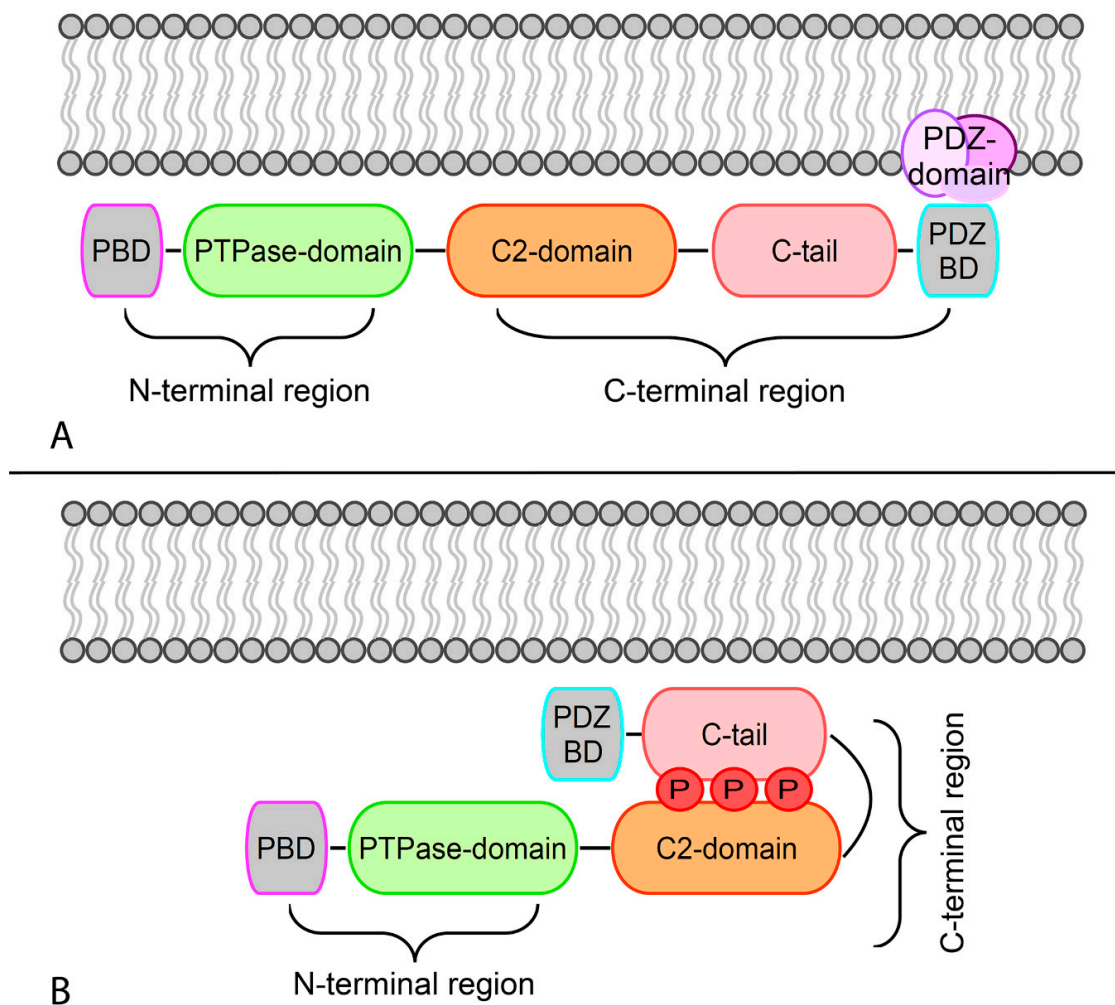 PDZ-
domain
PBD
PTPase-domain
C2-domain
C-tail
PDZ
BD
N-terminal region
C-terminal region
A
PDZ
BD
C-tail
P P P
PBD
PTPase-domain
C2-domain
C-terminal region
N-terminal region
B